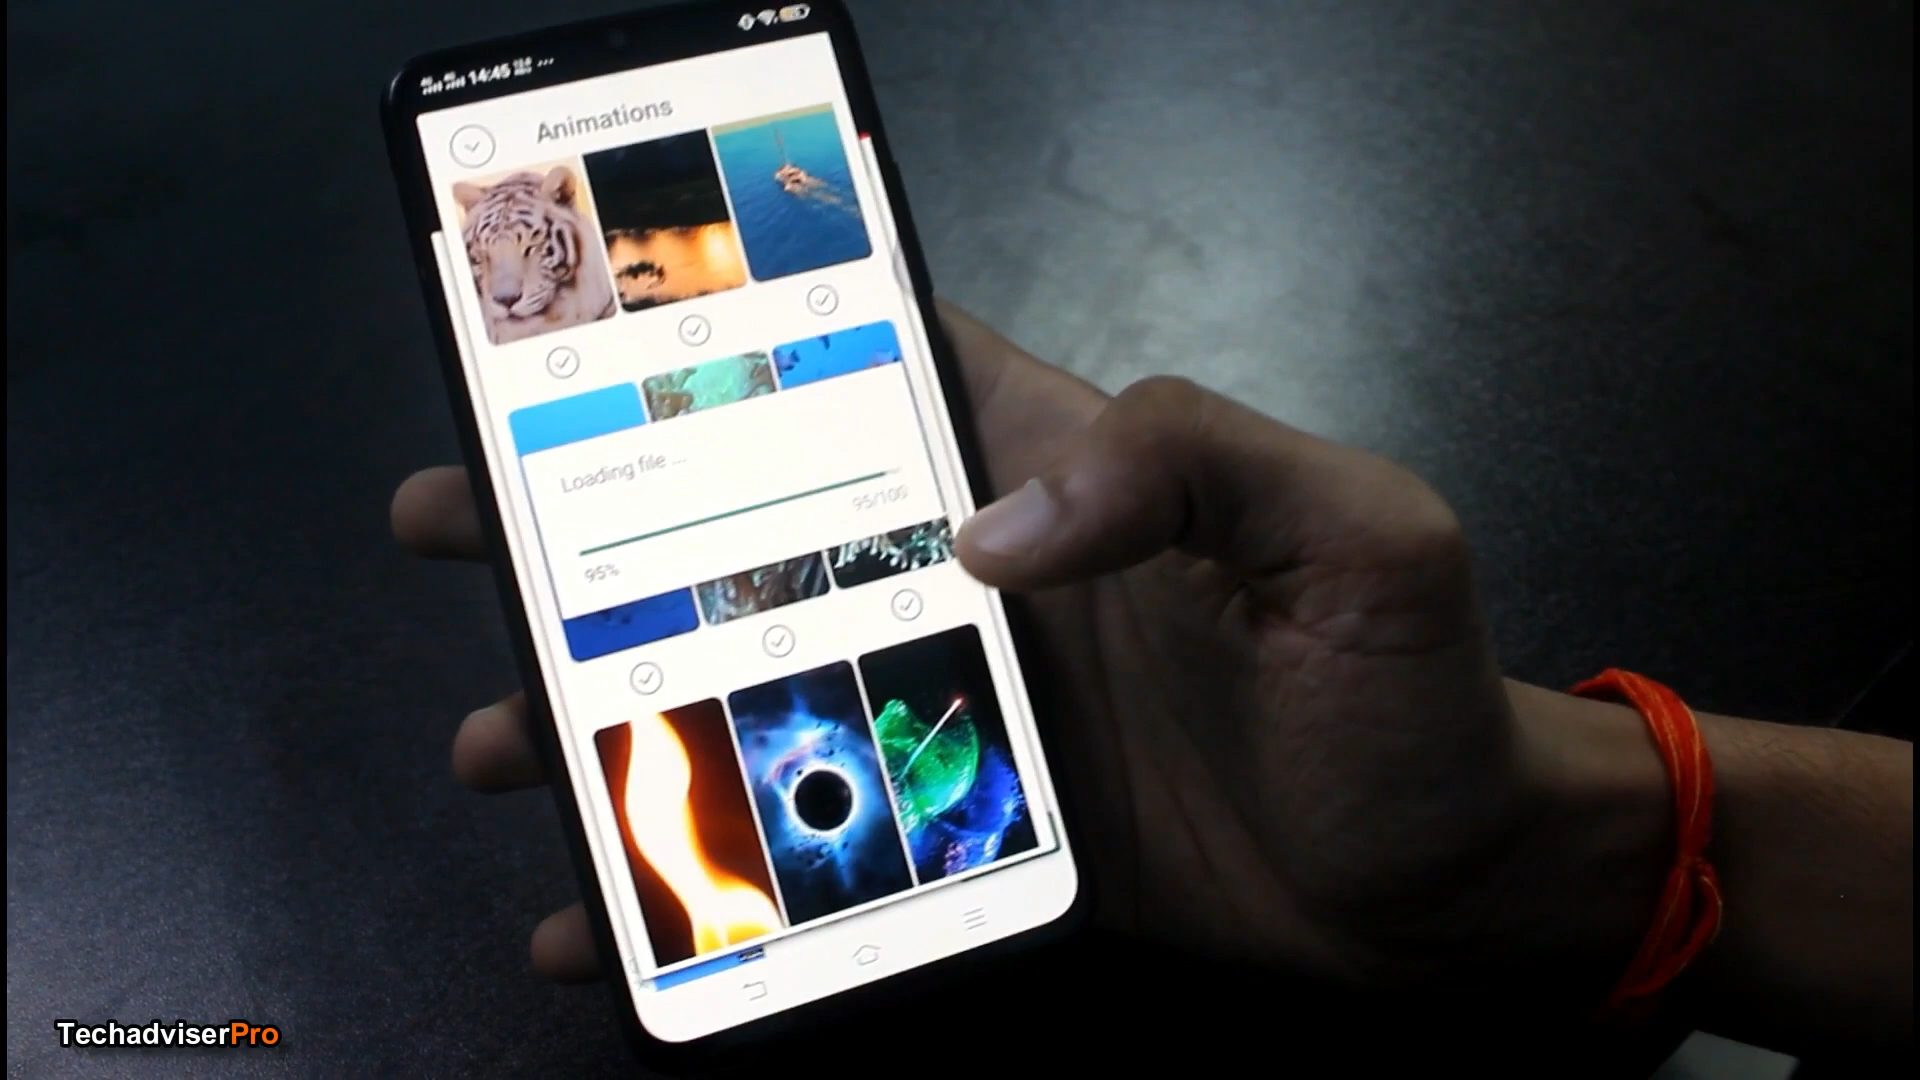 14:45
Animations
Loading file ...
95/100
95%
TechadviserPro